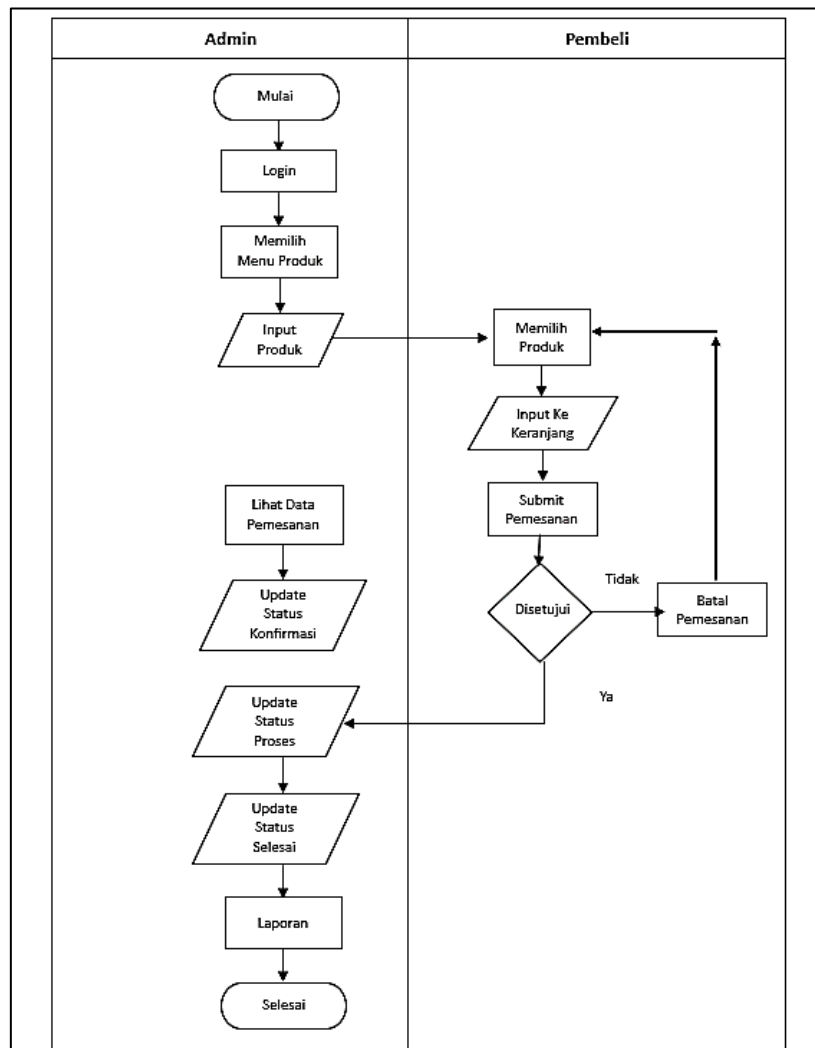 Admin
Pembeli
Mulai
Login
Memilih
Menu Produk
Input
Produk
Memilih
Produk
Input Ke
Keranjang
Lihat Data
Pemesanan
Submit
Pemesanan
Update
Status
Konfirmasi
Disetujui
Tidak
Batal
Pemesanan
Ya
Update
Status
Proses
Update
Status
Selesai
Laporan
Selesai